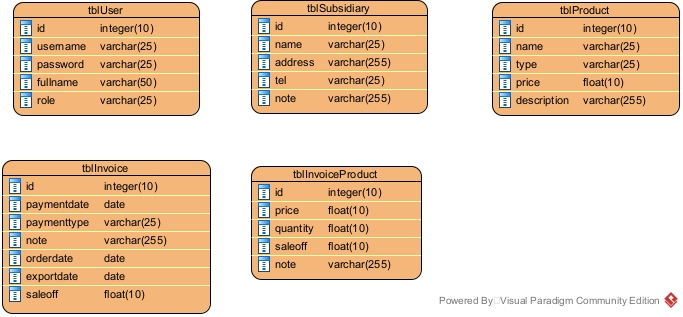 tblUser
id integer(10)
username varchar(25)
password varchar(25)
fullname varchar(50)
role varchar(25)
tblSubsidiary
id integer(10)
name varchar(25)
address varchar(255)
tel varchar(25)
note varchar(255)
tblProduct
id integer(10)
name varchar(25)
type varchar(25)
price float(10)
description varchar(255)
tblInvoice
id integer(10)
paymentdate date
paymenttype varchar(25)
note varchar(255)
orderdate date
exportdate date
saleoff float(10)
tblInvoiceProduct
id integer(10)
price float(10)
quantity float(10)
saleoff float(10)
note varchar(255)
Powered By Visual Paradigm Community Edition